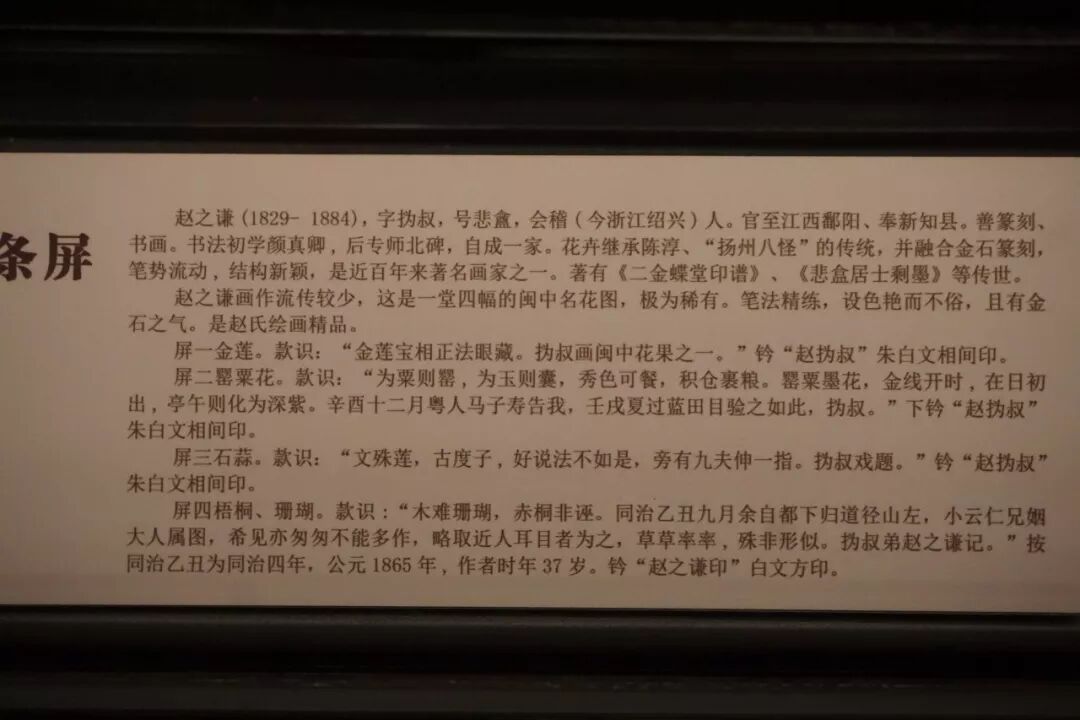 条屏
赵之谦(1829- 1884)，字㧑叔，号悲盦，会稽(今浙江绍兴)人。官至江西鄱阳、奉新知县。善篆刻、
书画。书法初学颜真卿，后专师北碑，自成一家。花卉继承陈淳、“扬州八怪”的传统，并融合金石篆刻，
笔势流动，结构新颖，是近百年来著名画家之一。著有《二金蝶堂印谱》、《悲盒居士剩墨》等传世。
赵之谦画作流传较少，这是一堂四幅的闽中名花图，极为稀有。笔法精练，设色艳而不俗，且有金
石之气。是赵氏绘画精品。
屏一金莲。款识：“金莲宝相正法眼藏。㧑叔画闽中花果之一。”钤“赵㧑叔”朱白文相间印。
屏二罂粟花。款识：“为粟则罂，为玉则囊，秀色可餐，积仓裹粮。罂粟墨花，金线开时，在日初
出，亭午则化为深紫。辛酉十二月粤人马子寿告我，壬戌夏过蓝田目验之如此，㧑叔。”下钤“赵㧑叔”
朱白文相间印。
屏三石蒜。款识：“文殊莲，古度子，好说法不如是，旁有九夫伸一指。㧑叔戏题。”钤“赵㧑叔”
朱白文相间印。
屏四梧桐、珊瑚。款识：“木难珊瑚，赤桐非诬。同治乙丑九月余自都下归道径山左，小云仁兄姻
大人属图，希见亦匆匆不能多作，略取近人耳目者为之，草草率率，殊非形似。㧑叔弟赵之谦记。”按
同治乙丑为同治四年，公元1865年，作者时年37岁。钤“赵之谦印”白文方印。